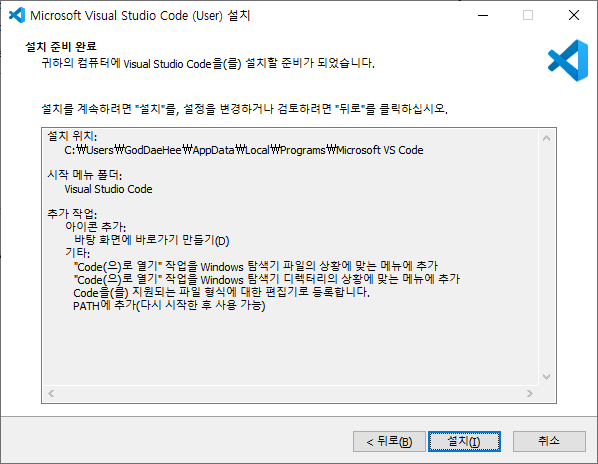 Microsoft Visual Studio Code (User) 설치
설치 준비 완료
귀하의 컴퓨터에 Visual Studio Code을(를) 설치할 준비가 되었습니다.
설치를 계속하려면 "설치"를, 설정을 변경하거나 검토하려면 "뒤로"를 클릭하십시오.
설치 위치:
C:₩Users₩GodDaeHee₩AppData₩Local₩Programs₩Microsoft VS Code
시작 메뉴 폴더:
Visual Studio Code
추가 작업:
아이콘 추가:
바탕 화면에 바로가기 만들기(D)
기타:
"Code(으)로 열기" 작업을 Windows 탐색기 파일의 상황에 맞는 메뉴에 추가
"Code(으)로 열기" 작업을 Windows 탐색기 디렉터리의 상황에 맞는 메뉴에 추가
Code을(를) 지원되는 파일 형식에 대한 편집기로 등록합니다.
PATH에 추가(다시 시작한 후 사용 가능)
< 뒤로(B) 설치(I) 취소